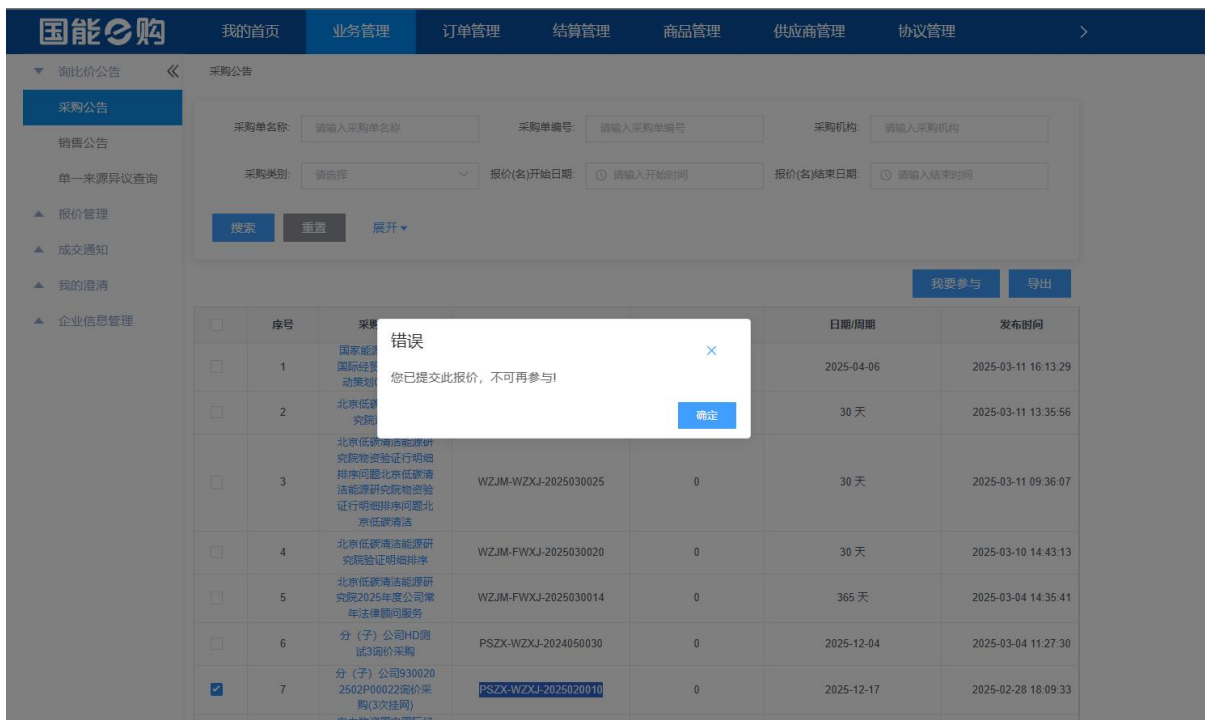 国能e购
我的首页
业务管理
订单管理
结算管理
商品管理
供应商管理
协议管理
询比价公告
采购公告
销售公告
单一来源异议查询
报价管理
成交通知
我的澄清
企业信息管理
采购公告
采购单名称: 请输入采购单名称
采购单编号: 请输入采购单编号
采购机构: 请输入采购机构
采购类别: 请选择
报价(名)开始日期: 请输入开始时间
报价(名)结束日期: 请输入结束时间
搜索
重置
展开
我要参与
导出
序号
日期/周期
发布时间
错误
您已提交此报价，不可再参与!
确定
1
国家能
国际经
动策划
2025-04-06
2025-03-11 16:13:29
2
北京低
究院
30 天
2025-03-11 13:35:56
3
北京低碳清洁能源研
究院物资验证行明细
排序问题北京低碳清
洁能源研究院物资验
证行明细排序问题北
京低碳清洁
WZJM-WZXJ-2025030025
0
30 天
2025-03-11 09:36:07
4
北京低碳清洁能源研
究院验证明细排序
WZJM-FWXJ-2025030020
0
30 天
2025-03-10 14:43:13
5
北京低碳清洁能源研
究院2025年度公司常
年法律顾问服务
WZJM-FWXJ-2025030014
0
365 天
2025-03-04 14:35:41
6
分（子）公司HD测
试3询价采购
PSZX-WZXJ-2024050030
0
2025-12-04
2025-03-04 11:27:30
7
分（子）公司930020
2502P00022询价采
购(3次挂网)
PSZX-WZXJ-2025020010
0
2025-12-17
2025-02-28 18:09:33